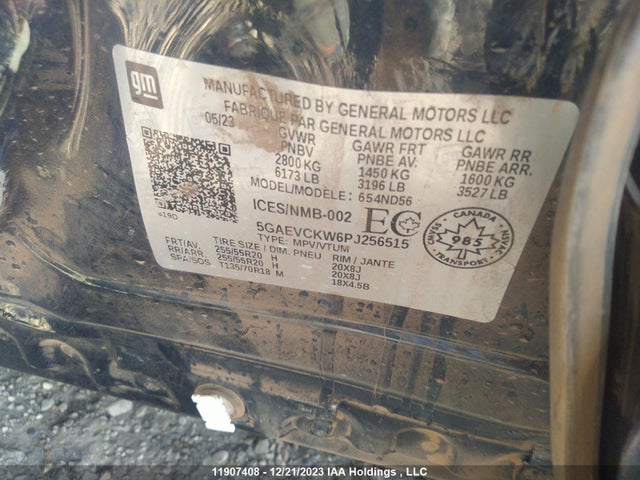 gm
MANUFACTURED BY GENERAL MOTORS LLC
FABRIQUE PAR GENERAL MOTORS LLC
05/23 GVWR GAWR FRT GAWR RR
PNBV PNBE AV. PNBE ARR.
2800 KG 1450 KG 1600 KG
6173 LB 3196 LB 3527 LB
MODEL/MODELE: 654ND56
ICES/NMB-002 EC
5GAEVCKW6PJ256515
TYPE: MPV/VTUM
TIRE SIZE / DIM. PNEU RIM / JANTE
FRT/AV. 255/55R20 H 20X8J
RR/ARR. 255/55R20 H 20X8J
SPA/SOS T135/70R18 M 18X4.5B
CANADA
985
CMVSS
NSVAC
11907408 - 12/21/2023 IAA Holdings , LLC